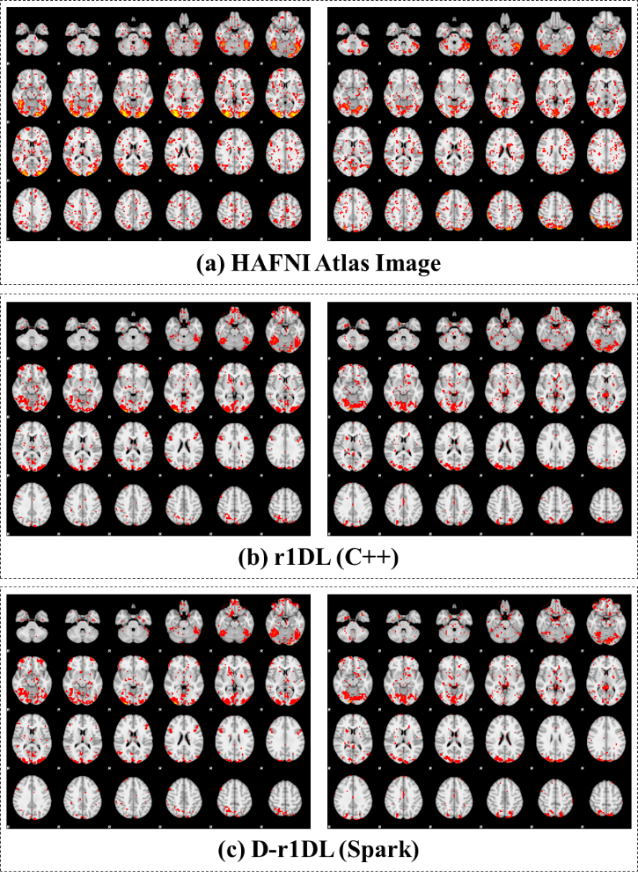 (a) HAFNI Atlas Image
(b) r1DL (C++)
(c) D-r1DL (Spark)